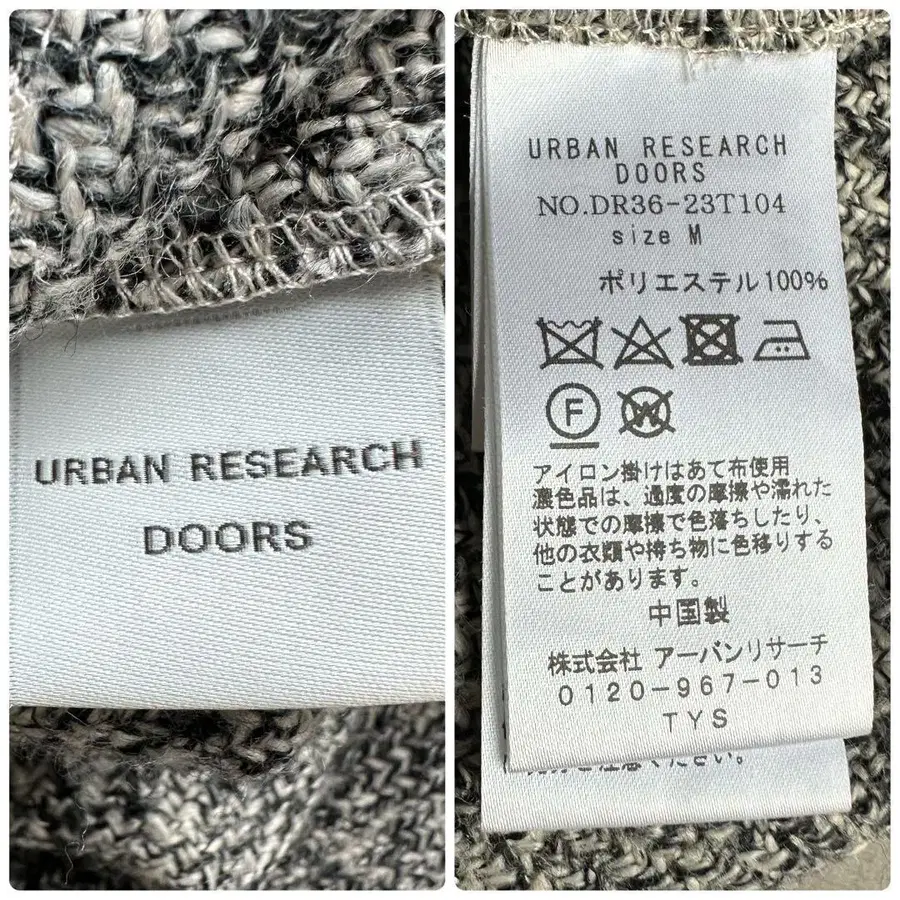 URBAN RESEARCH
DOORS
URBAN RESEARCH
DOORS
NO.DR36-23T104
size M
ポリエステル100%
F
W
アイロン掛けはあて布使用
濃色品は、過度の摩擦や濡れた
状態での摩擦で色落ちしたり、
他の衣類や持ち物に色移りする
ことがあります。
中国製
株式会社 アーバンリサーチ
0120-967-013
TYS
ください。